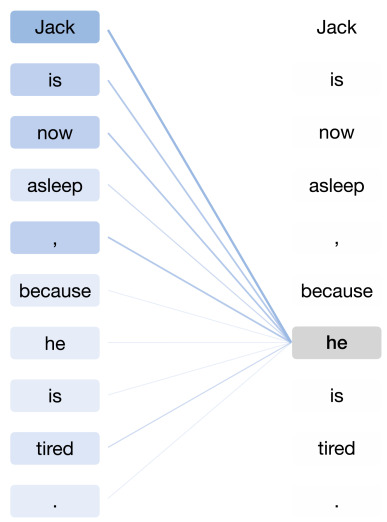 Jack Jack
is is
now now
asleep asleep
, ,
because because
he he
is is
tired tired
. .